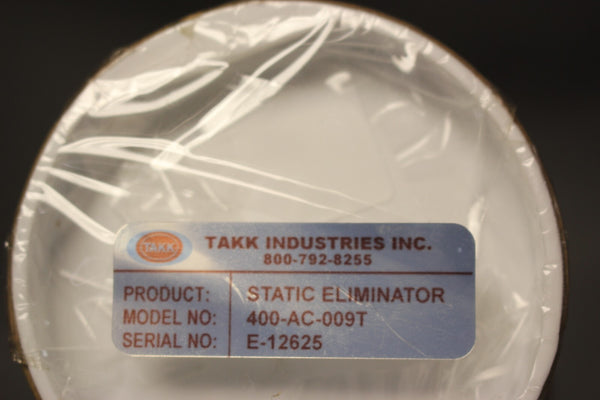 TAKK
TAKK INDUSTRIES INC.
800-792-8255
PRODUCT: STATIC ELIMINATOR
MODEL NO: 400-AC-009T
SERIAL NO: E-12625